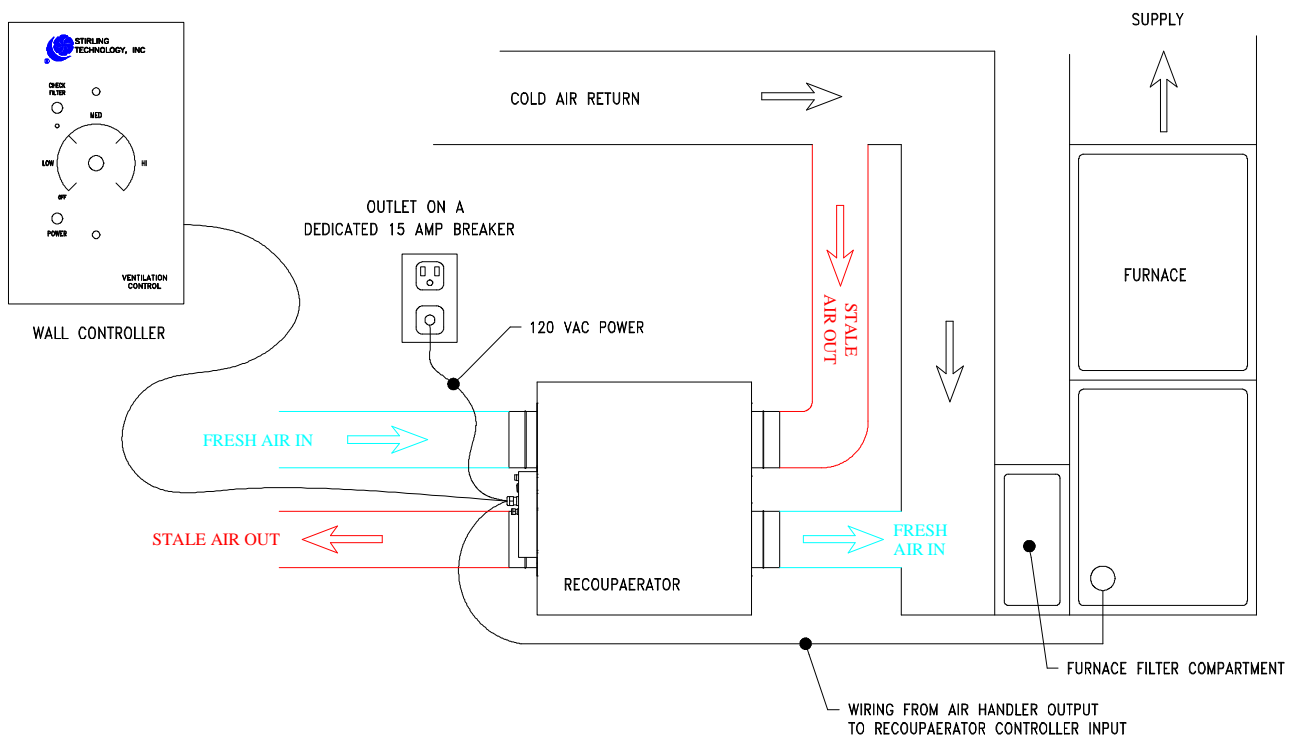 SUPPLY
STIRLING
TECHNOLOGY, INC
®
CHECK
FILTER
MED
LOW
HI
OFF
POWER
VENTILATION
CONTROL
WALL CONTROLLER
COLD AIR RETURN
OUTLET ON A
DEDICATED 15 AMP BREAKER
120 VAC POWER
STALE
AIR OUT
FURNACE
FRESH AIR IN
STALE AIR OUT
FRESH
AIR IN
RECOUPAERATOR
FURNACE FILTER COMPARTMENT
WIRING FROM AIR HANDLER OUTPUT
TO RECOUPAERATOR CONTROLLER INPUT